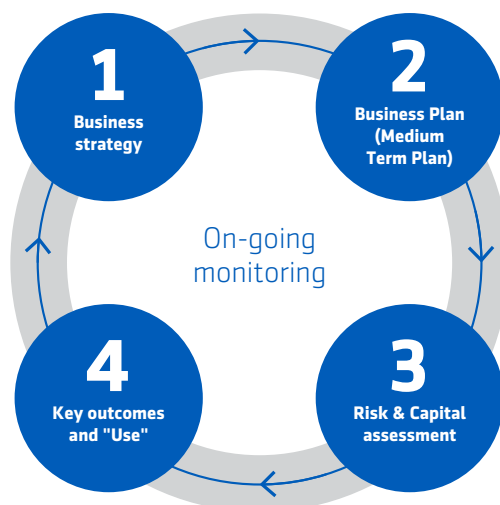 1
Business
strategy
2
Business Plan
(Medium
Term Plan)
On-going
monitoring
4
Key outcomes
and "Use"
3
Risk & Capital
assessment